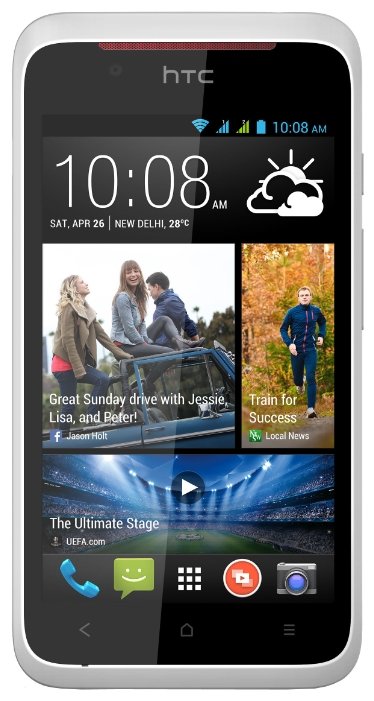 hTC
10:08 AM
10:08 AM
SAT, APR 26 | NEW DELHI, 28°C
Great Sunday drive with Jessie,
Lisa, and Peter!
f Jason Holt
Train for
Success
Local News
The Ultimate Stage
UEFA.com